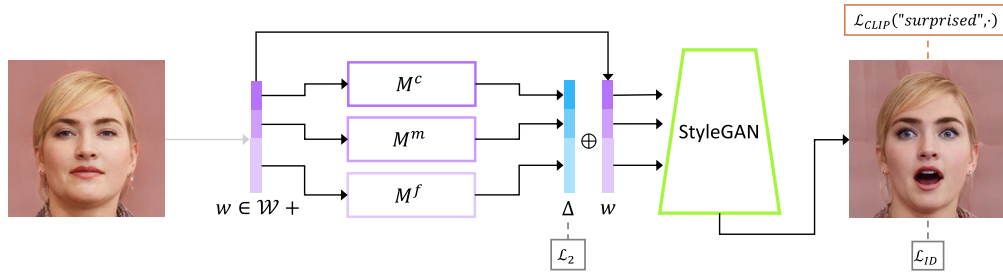 ℒ_CLIP("surprised",·)
M^c
M^m
StyleGAN
M^f
w ∈ 𝒲 +
Δ
⊕
w
ℒ_2
ℒ_ID